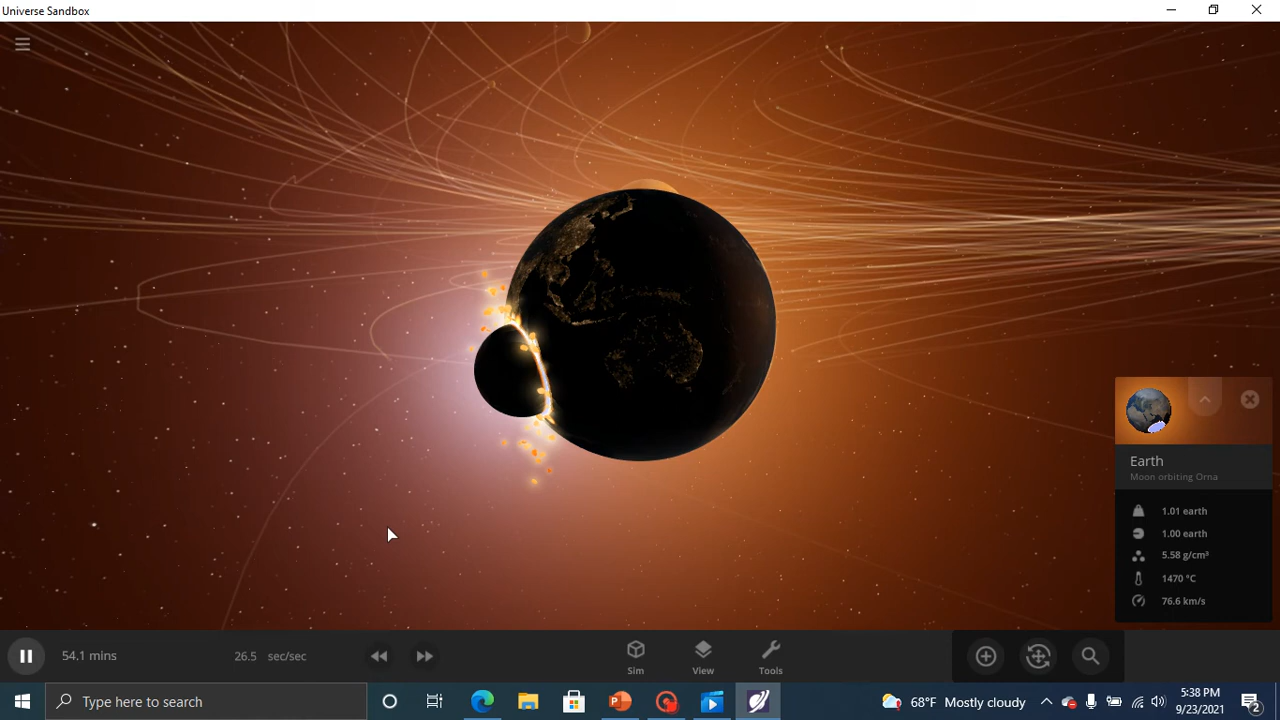 Universe Sandbox
Earth
Moon orbiting Orna
1.01 earth
1.00 earth
5.58 g/cm³
1470 °C
76.6 km/s
54.1 mins
26.5 sec/sec
Sim
View
Tools
Type here to search
68°F Mostly cloudy
5:38 PM
9/23/2021
2